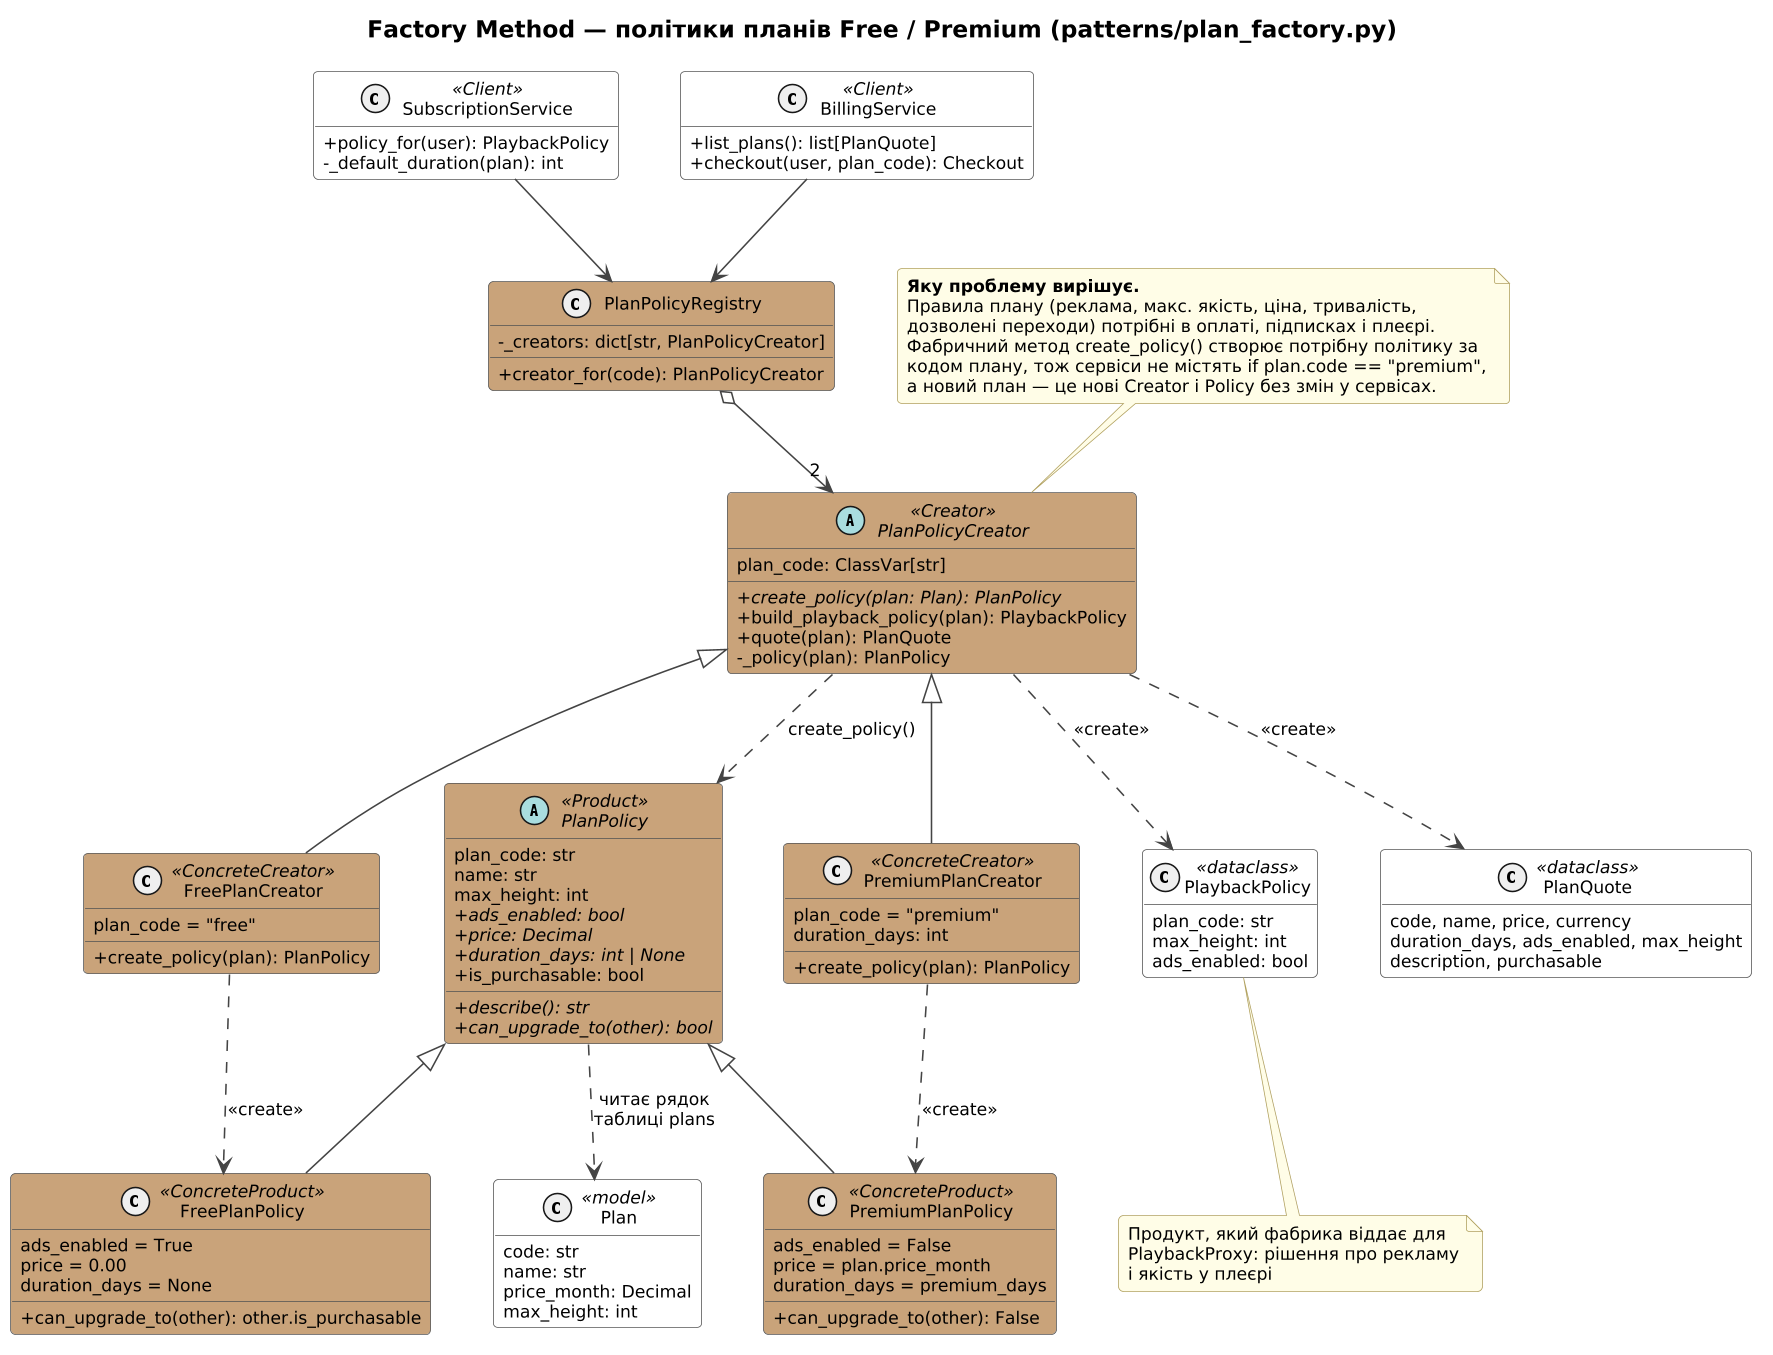 Factory Method — політики планів Free / Premium (patterns/plan_factory.py)
C
«Client»
SubscriptionService
+policy_for(user): PlaybackPolicy
-_default_duration(plan): int
C
«Client»
BillingService
+list_plans(): list[PlanQuote]
+checkout(user, plan_code): Checkout
C
PlanPolicyRegistry
-_creators: dict[str, PlanPolicyCreator]
+creator_for(code): PlanPolicyCreator
Яку проблему вирішує.
Правила плану (реклама, макс. якість, ціна, тривалість,
дозволені переходи) потрібні в оплаті, підписках і плеєрі.
Фабричний метод create_policy() створює потрібну політику за
кодом плану, тож сервіси не містять if plan.code == "premium",
а новий план — це нові Creator і Policy без змін у сервісах.
2
A
«Creator»
PlanPolicyCreator
plan_code: ClassVar[str]
+create_policy(plan: Plan): PlanPolicy
+build_playback_policy(plan): PlaybackPolicy
+quote(plan): PlanQuote
-_policy(plan): PlanPolicy
create_policy()
«create»
«create»
C
«ConcreteCreator»
FreePlanCreator
plan_code = "free"
+create_policy(plan): PlanPolicy
A
«Product»
PlanPolicy
plan_code: str
name: str
max_height: int
+ads_enabled: bool
+price: Decimal
+duration_days: int | None
+is_purchasable: bool
+describe(): str
+can_upgrade_to(other): bool
C
«ConcreteCreator»
PremiumPlanCreator
plan_code = "premium"
duration_days: int
+create_policy(plan): PlanPolicy
C
«dataclass»
PlaybackPolicy
plan_code: str
max_height: int
ads_enabled: bool
C
«dataclass»
PlanQuote
code, name, price, currency
duration_days, ads_enabled, max_height
description, purchasable
«create»
читає рядок
таблиці plans
«create»
C
«ConcreteProduct»
FreePlanPolicy
ads_enabled = True
price = 0.00
duration_days = None
+can_upgrade_to(other): other.is_purchasable
C
«model»
Plan
code: str
name: str
price_month: Decimal
max_height: int
C
«ConcreteProduct»
PremiumPlanPolicy
ads_enabled = False
price = plan.price_month
duration_days = premium_days
+can_upgrade_to(other): False
Продукт, який фабрика віддає для
PlaybackProxy: рішення про рекламу
і якість у плеєрі